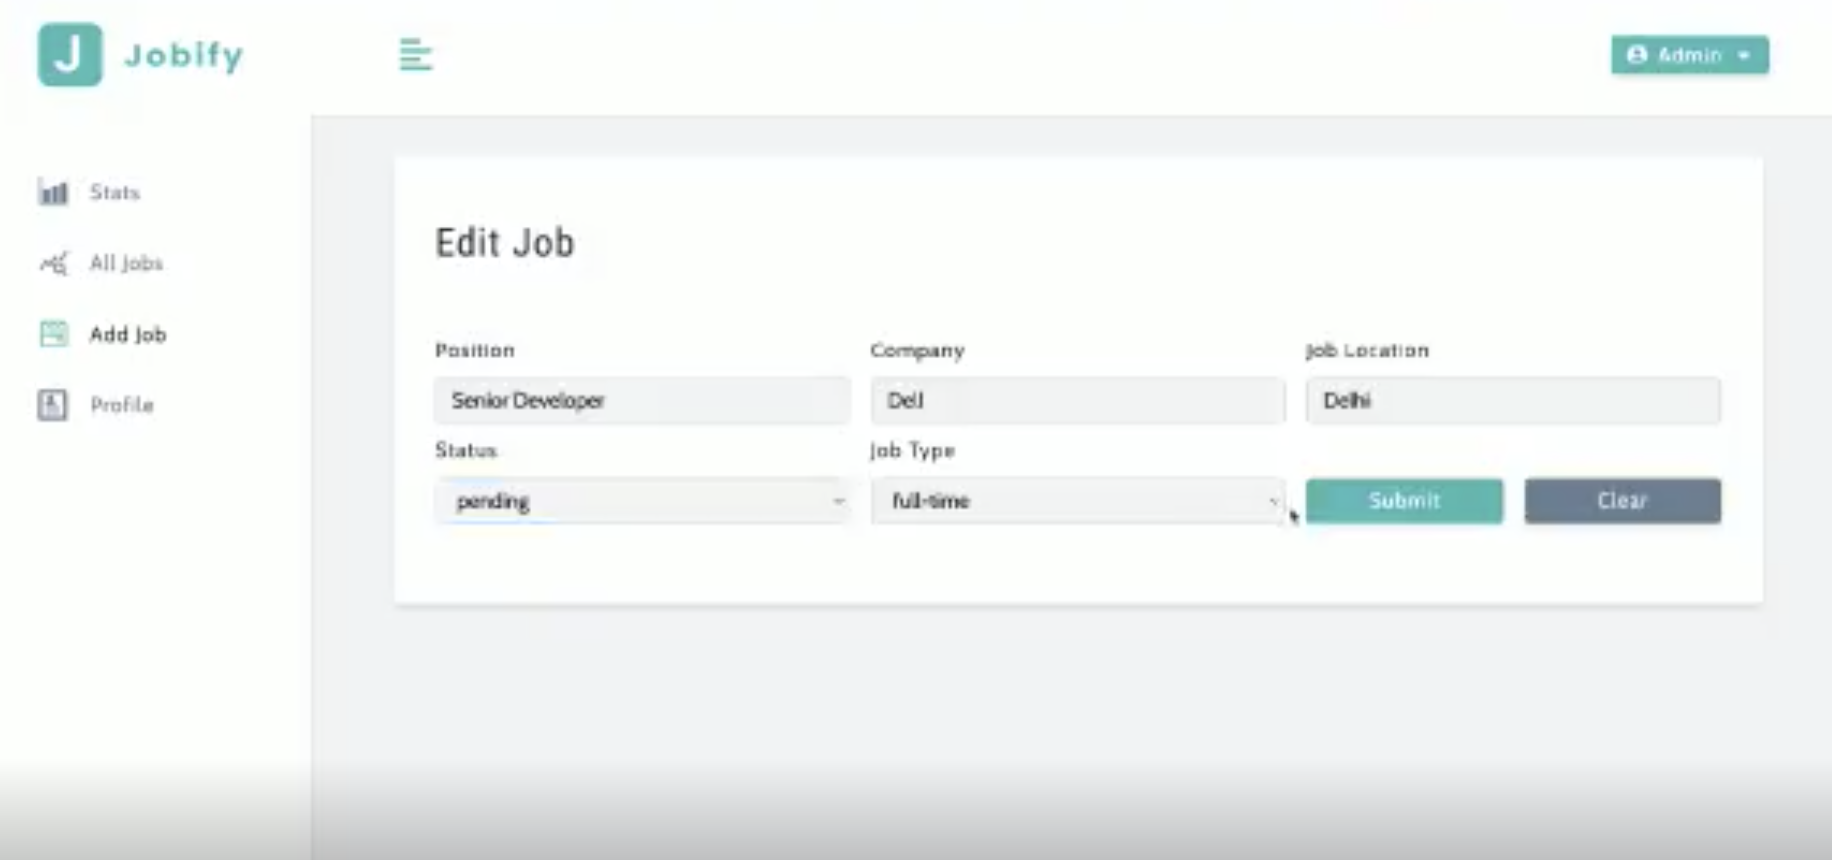 J Jobify
Admin
Stats
All Jobs
Add Job
Profile
Edit Job
Position
Company
Job Location
Senior Developer
Dell
Delhi
Status
Job Type
pending
full-time
Submit
Clear